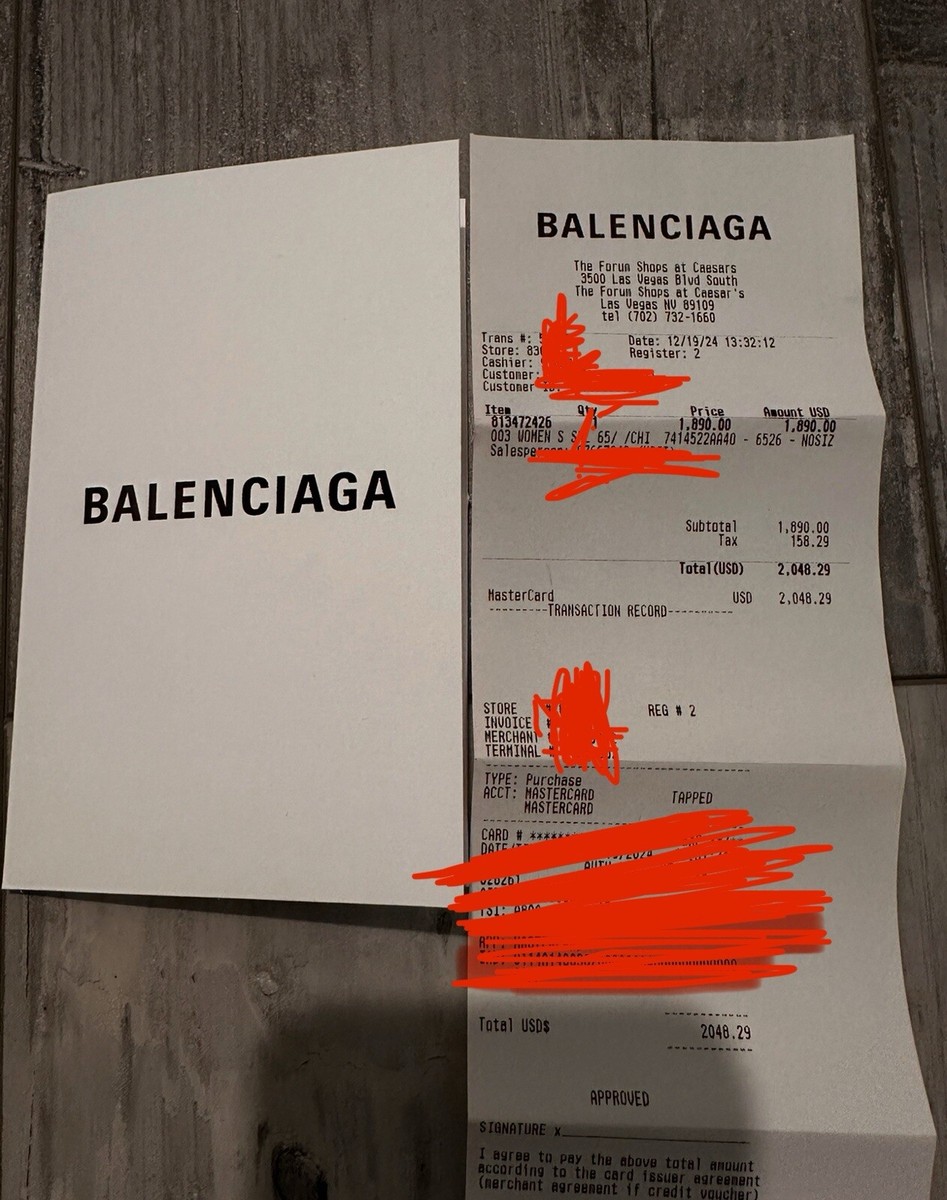 BALENCIAGA
BALENCIAGA
The Forum Shops at Caesars
3500 Las Vegas Blvd South
The Forum Shops at Caesar's
Las Vegas NV 89109
tel (702) 732-1660
Trans #: Date: 12/19/24 13:32:12
Store: Register: 2
Cashier:
Customer:
Customer
Item Qty Price Amount USD
813472426 1 1,890.00 1,890.00
003 WOMEN S 65/ /CHI 7414522AA40 - 6526 - NOSIZ
Subtotal 1,890.00
Tax 158.29
Total(USD) 2,048.29
MasterCard USD 2,048.29
---------TRANSACTION RECORD----------
STORE # REG # 2
INVOICE #
MERCHANT
TERMINAL
TYPE: Purchase
ACCT: MASTERCARD TAPPED
MASTERCARD
CARD #
Total USD$ 2048.29
APPROVED
SIGNATURE x
I agree to pay the above total amount
according to the card issuer agreement
(merchant agreement if credit voucher)